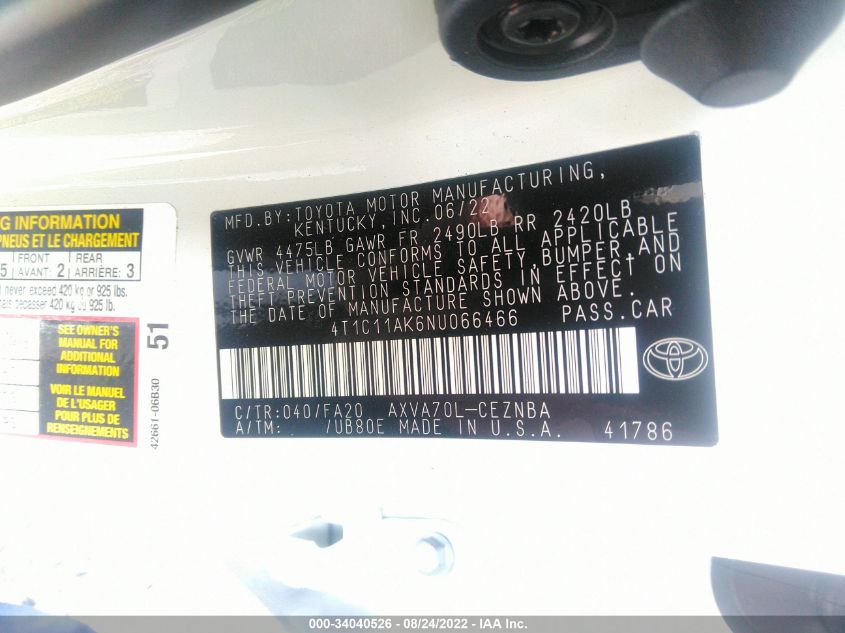 G INFORMATION
PNEUS ET LE CHARGEMENT
5 FRONT AVANT: 2 REAR ARRIÈRE: 3
never exceed 420 kg or 925 lbs.
dépasser 420 kg ou 925 lb.
SEE OWNER'S
MANUAL FOR
ADDITIONAL
INFORMATION
VOIR LE MANUEL
DE L'USAGER
POUR PLUS DE
RENSEIGNEMENTS
51
42661-06B30
MFD.BY:TOYOTA MOTOR MANUFACTURING,
KENTUCKY, INC.06/22
GVWR 4475LB GAWR FR 2490LB RR 2420LB
THIS VEHICLE CONFORMS TO ALL APPLICABLE
FEDERAL MOTOR VEHICLE SAFETY,BUMPER,AND
THEFT PREVENTION STANDARDS IN EFFECT ON
THE DATE OF MANUFACTURE SHOWN ABOVE.
4T1C11AK6NU066466 PASS.CAR
C/TR:040/FA20 AXVA70L-CEZNBA
A/TM: /UB80E MADE IN U.S.A. 41786
000-34040526 - 08/24/2022 - IAA Inc.